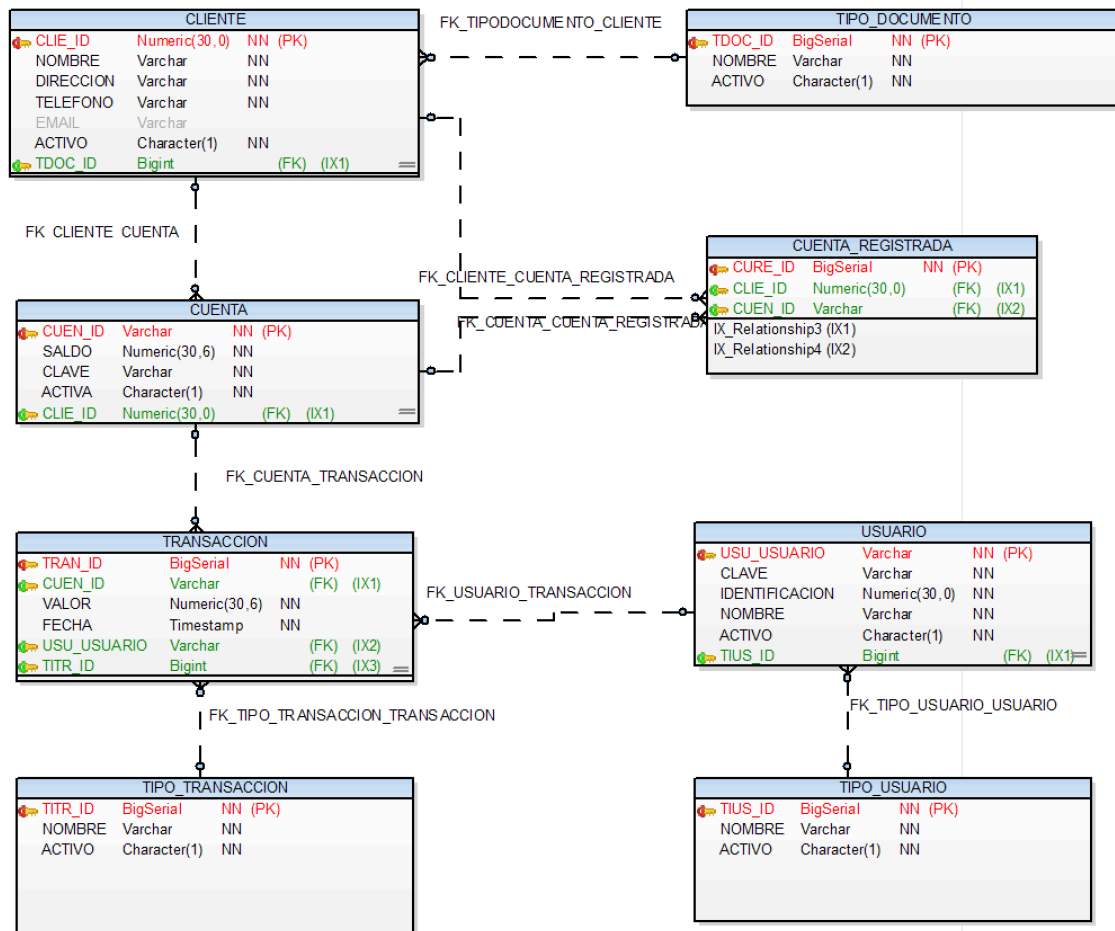 CLIENTE
CLIE_ID Numeric(30,0) NN (PK)
NOMBRE Varchar NN
DIRECCION Varchar NN
TELEFONO Varchar NN
EMAIL Varchar
ACTIVO Character(1) NN
TDOC_ID Bigint (FK) (IX1)
FK_TIPODOCUMENTO_CLIENTE
TIPO_DOCUMENTO
TDOC_ID BigSerial NN (PK)
NOMBRE Varchar NN
ACTIVO Character(1) NN
FK CLIENTE CUENTA
FK_CLIENTE_CUENTA_REGISTRADA
FK_CUENTA_CUENTA_REGISTRADA
CUENTA_REGISTRADA
CURE_ID BigSerial NN (PK)
CLIE_ID Numeric(30,0) (FK) (IX1)
CUEN_ID Varchar (FK) (IX2)
IX_Relationship3 (IX1)
IX_Relationship4 (IX2)
CUENTA
CUEN_ID Varchar NN (PK)
SALDO Numeric(30,6) NN
CLAVE Varchar NN
ACTIVA Character(1) NN
CLIE_ID Numeric(30,0) (FK) (IX1)
FK_CUENTA_TRANSACCION
TRANSACCION
TRAN_ID BigSerial NN (PK)
CUEN_ID Varchar (FK) (IX1)
VALOR Numeric(30,6) NN
FECHA Timestamp NN
USU_USUARIO Varchar (FK) (IX2)
TITR_ID Bigint (FK) (IX3)
FK_USUARIO_TRANSACCION
USUARIO
USU_USUARIO Varchar NN (PK)
CLAVE Varchar NN
IDENTIFICACION Numeric(30,0) NN
NOMBRE Varchar NN
ACTIVO Character(1) NN
TIUS_ID Bigint (FK) (IX1)
FK_TIPO_TRANSACCION_TRANSACCION
FK_TIPO_USUARIO_USUARIO
TIPO_TRANSACCION
TITR_ID BigSerial NN (PK)
NOMBRE Varchar NN
ACTIVO Character(1) NN
TIPO_USUARIO
TIUS_ID BigSerial NN (PK)
NOMBRE Varchar NN
ACTIVO Character(1) NN